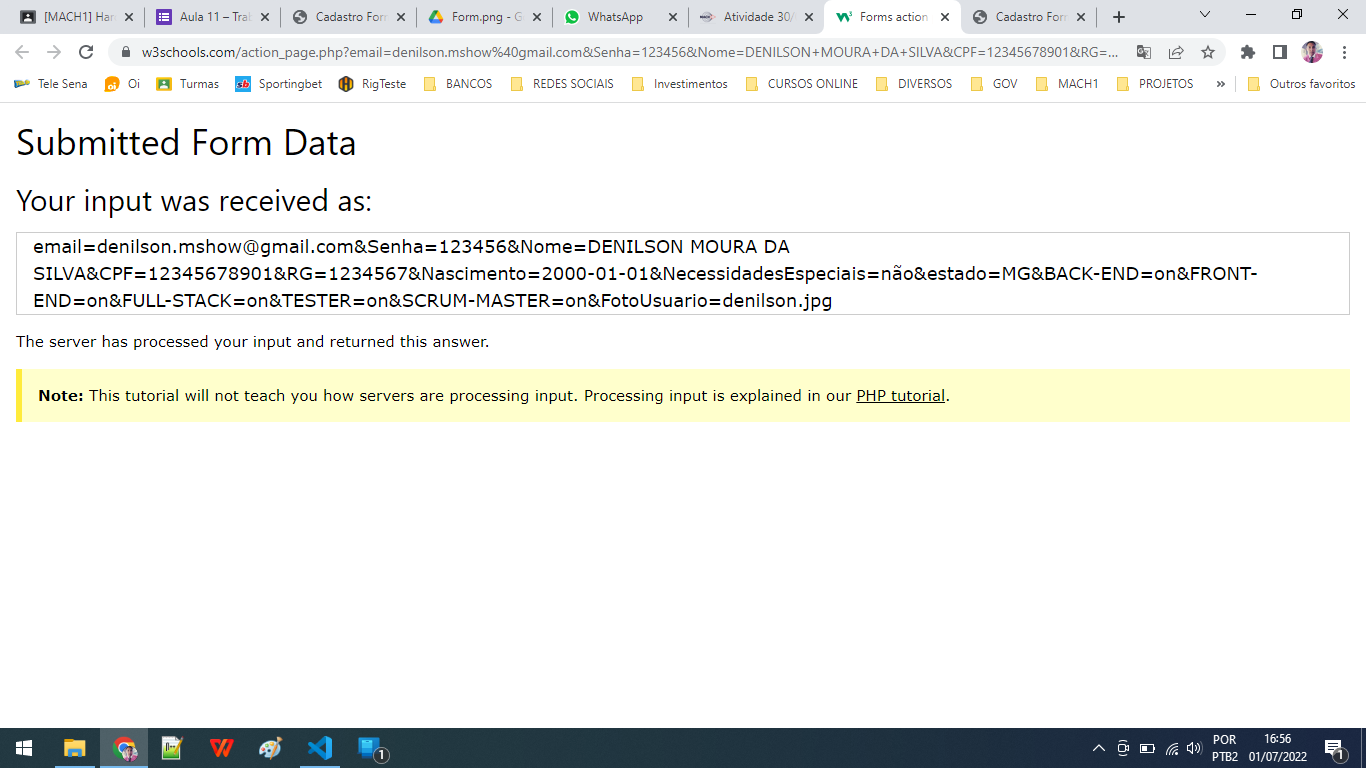 [MACH1] Har
Aula 11 – Tral
Cadastro For
Form.png - G
WhatsApp
Atividade 30/
Forms action
Cadastro For
w3schools.com/action_page.php?email=denilson.mshow%40gmail.com&Senha=123456&Nome=DENILSON+MOURA+DA+SILVA&CPF=12345678901&RG=...
Tele Sena
Oi
Turmas
Sportingbet
RigTeste
BANCOS
REDES SOCIAIS
Investimentos
CURSOS ONLINE
DIVERSOS
GOV
MACH1
PROJETOS
»
Outros favoritos
Submitted Form Data
Your input was received as:
email=denilson.mshow@gmail.com&Senha=123456&Nome=DENILSON MOURA DA
SILVA&CPF=12345678901&RG=1234567&Nascimento=2000-01-01&NecessidadesEspeciais=não&estado=MG&BACK-END=on&FRONT-
END=on&FULL-STACK=on&TESTER=on&SCRUM-MASTER=on&FotoUsuario=denilson.jpg
The server has processed your input and returned this answer.
Note: This tutorial will not teach you how servers are processing input. Processing input is explained in our PHP tutorial.
1
POR
PTB2
16:56
01/07/2022
1